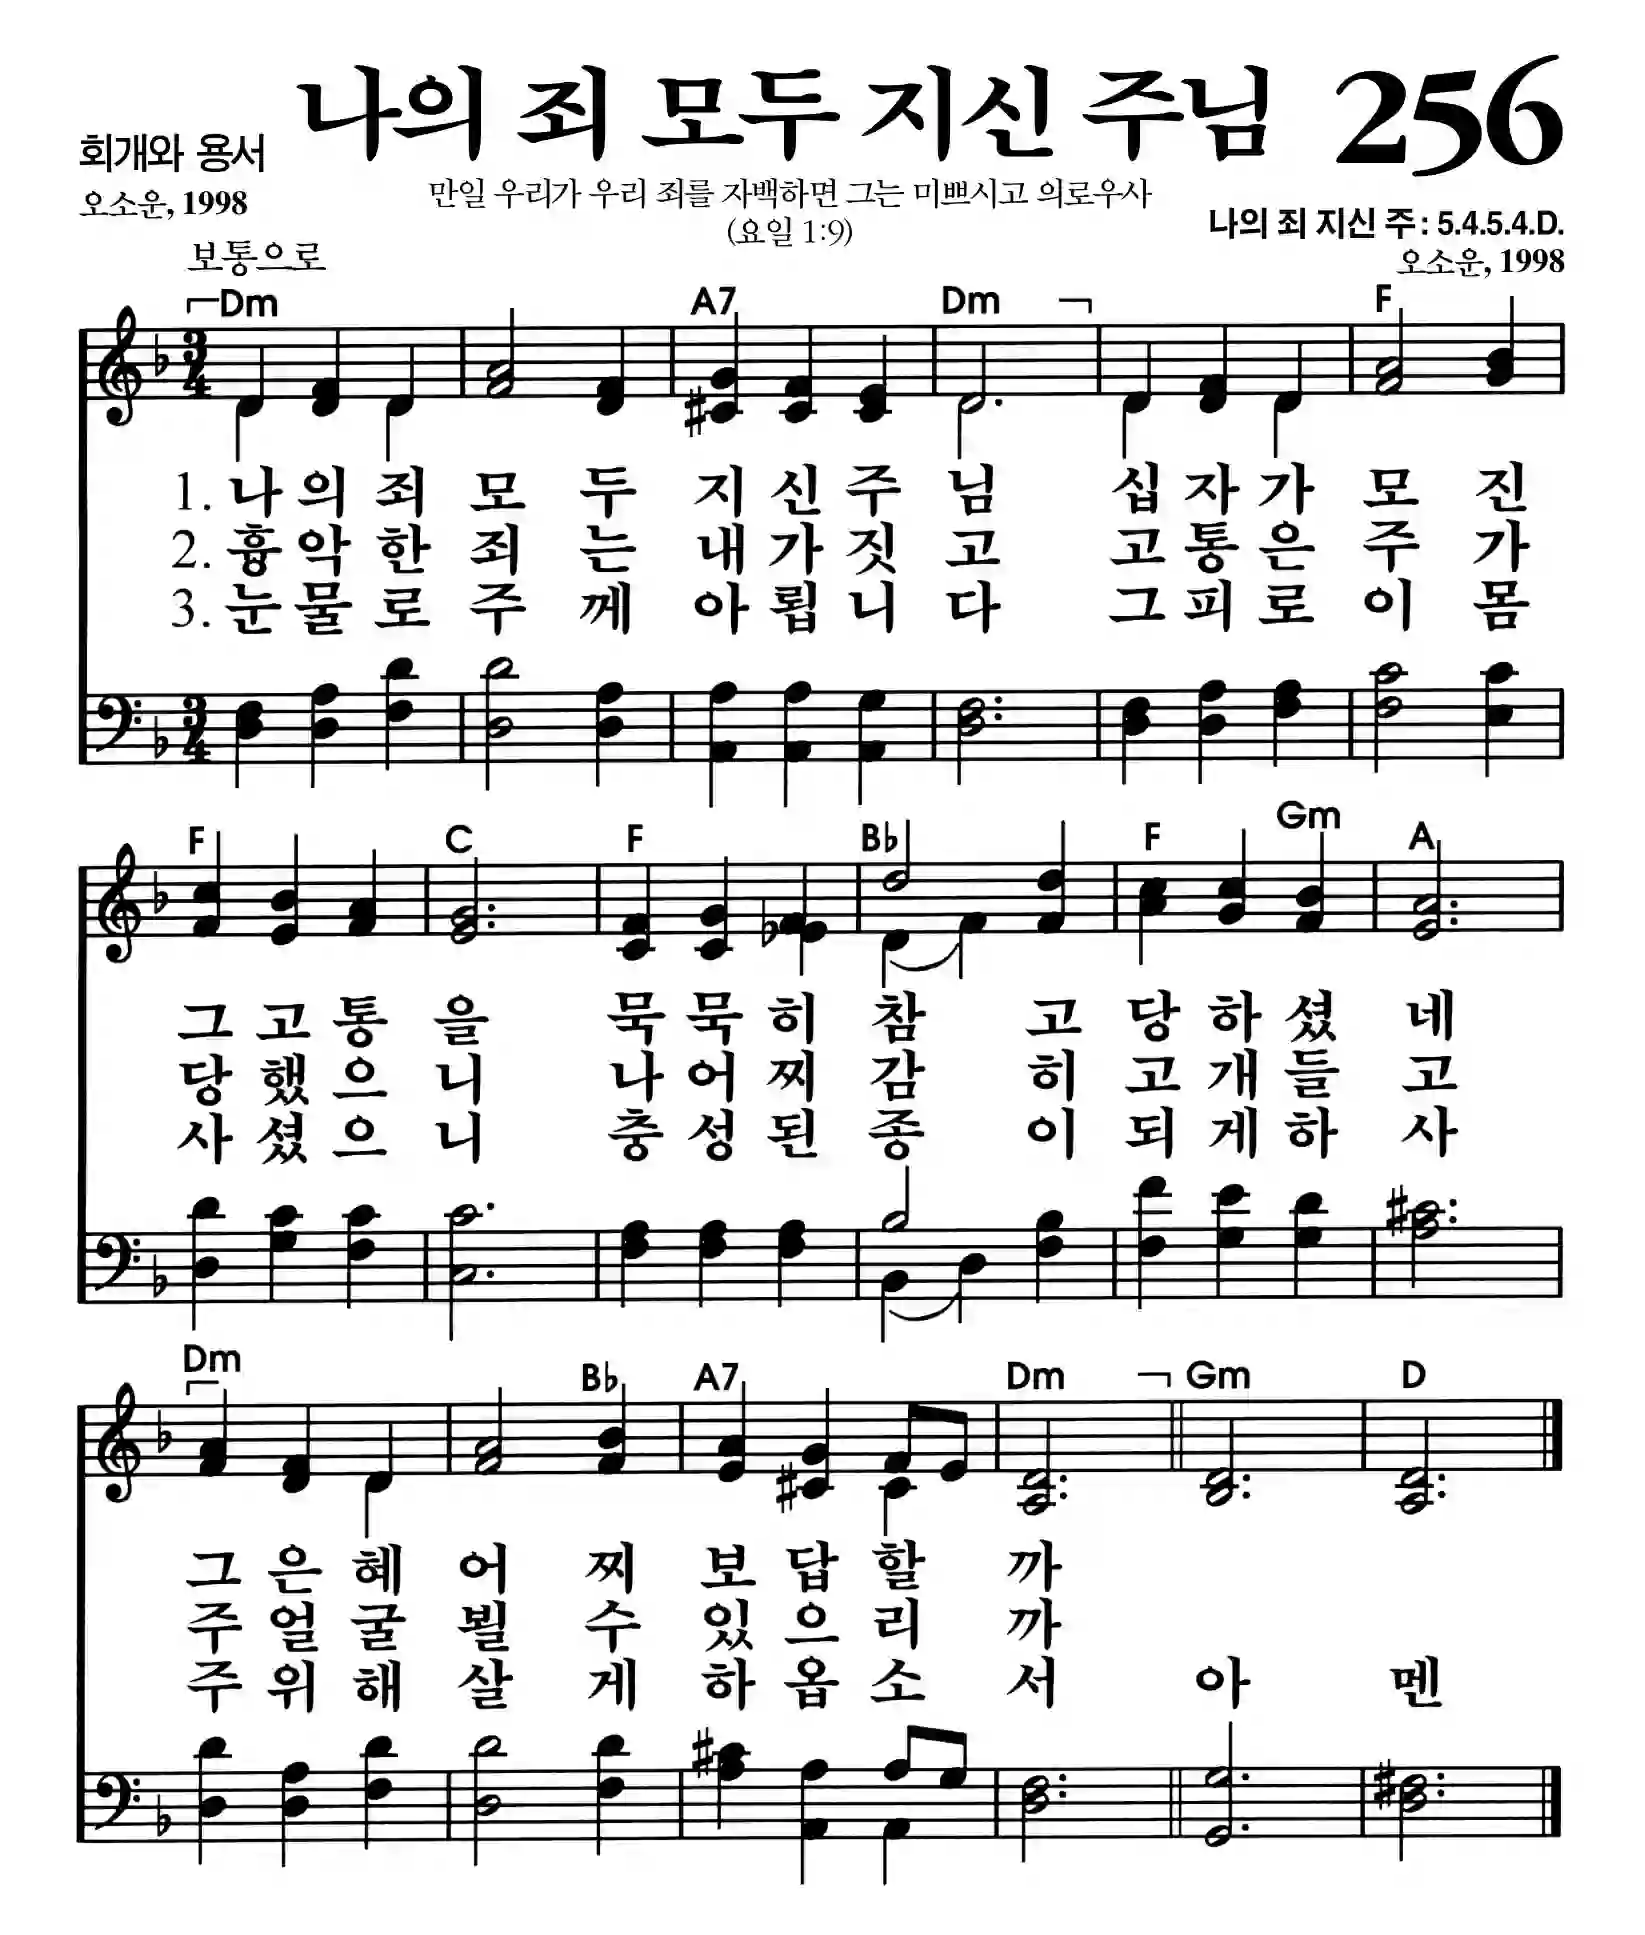 나의 죄 모두 지신 주님 256
회개와 용서
오소운, 1998
만일 우리가 우리 죄를 자백하면 그는 미쁘시고 의로우사
(요일 1:9)
나의 죄 지신 주: 5.4.5.4.D.
오소운, 1998
보통으로
Dm A7 Dm F
3 4
1. 나 의 죄 모 두 지 신 주 님 십 자 가 모 진
2. 흉 악 한 죄 는 내 가 짓 고 고 통 은 주 가
3. 눈 물 로 주 께 아 룁 니 다 그 피 로 이 몸
3 4
F C F B♭ F Gm A
그 고 통 을 묵 묵 히 참 고 당 하 셨 네
당 했 으 니 나 어 찌 감 히 고 개 들 고
사 셨 으 니 충 성 된 종 이 되 게 하 사
Dm B♭ A7 Dm Gm D
그 은 혜 어 찌 보 답 할 까
주 얼 굴 뵐 수 있 으 리 까
주 위 해 살 게 하 옵 소 서 아 멘